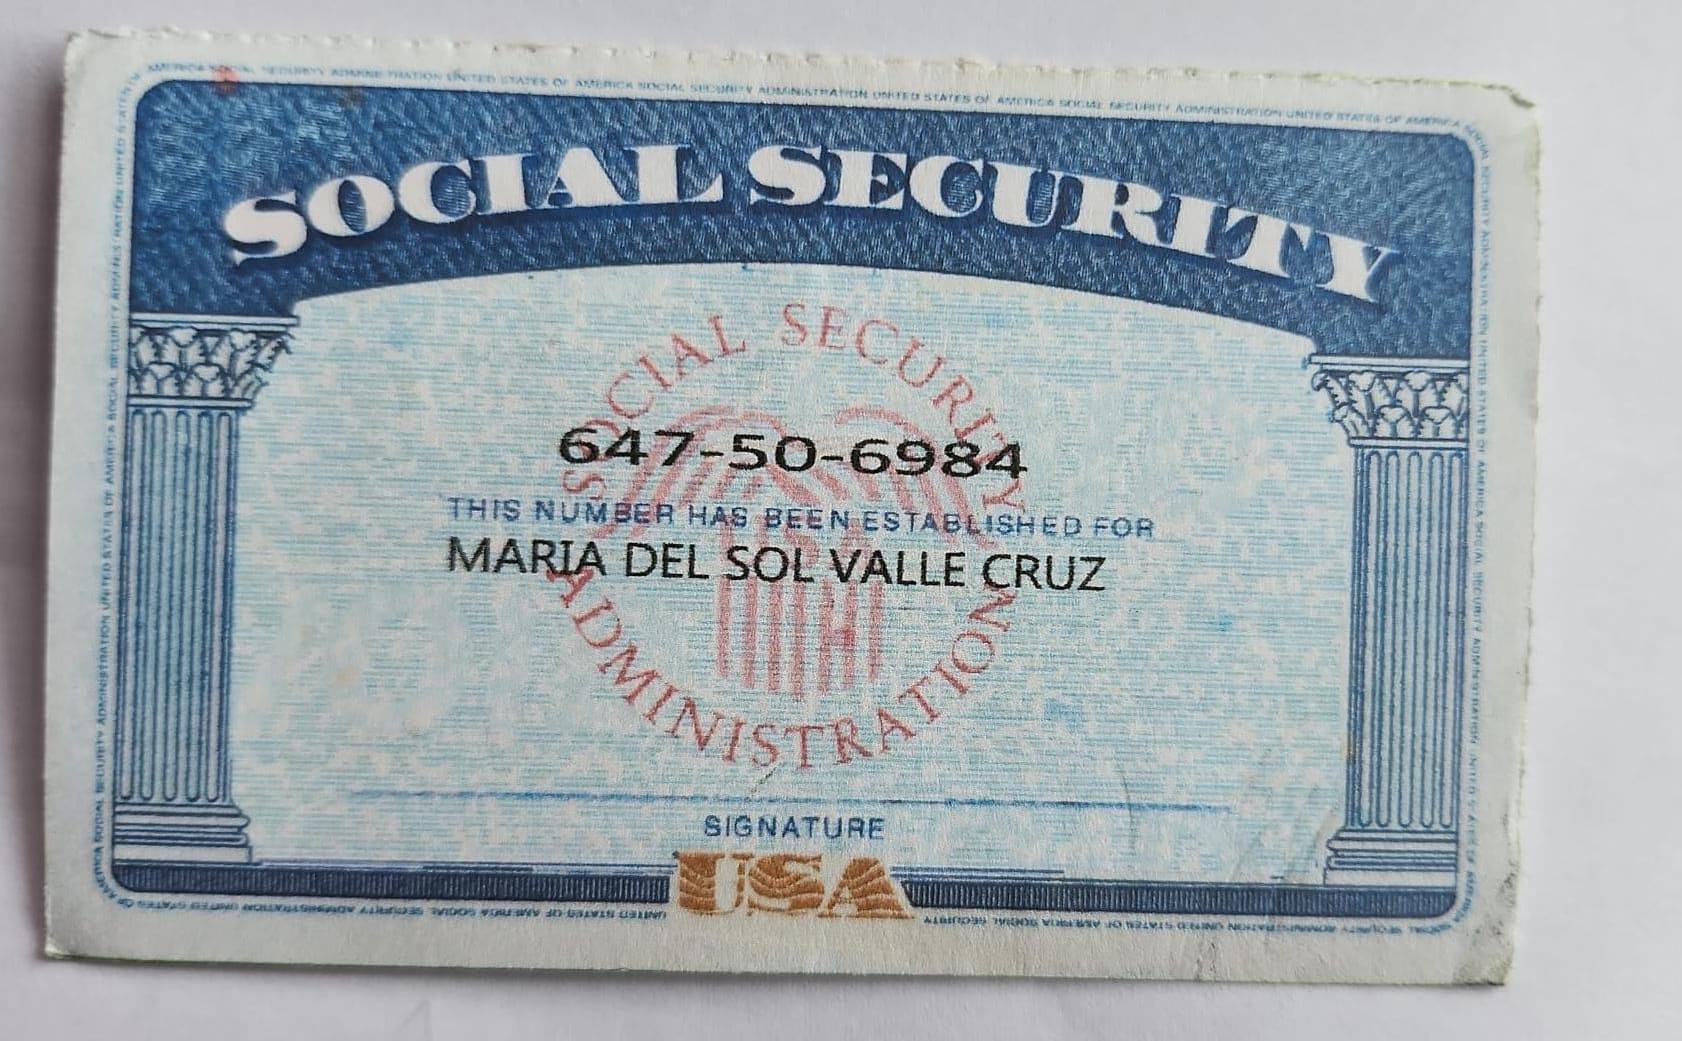 SOCIAL SECURITY
SOCIAL SECURITY
647-50-6984
THIS NUMBER HAS BEEN ESTABLISHED FOR
MARIA DEL SOL VALLE CRUZ
ADMINISTRATION
SIGNATURE
USA